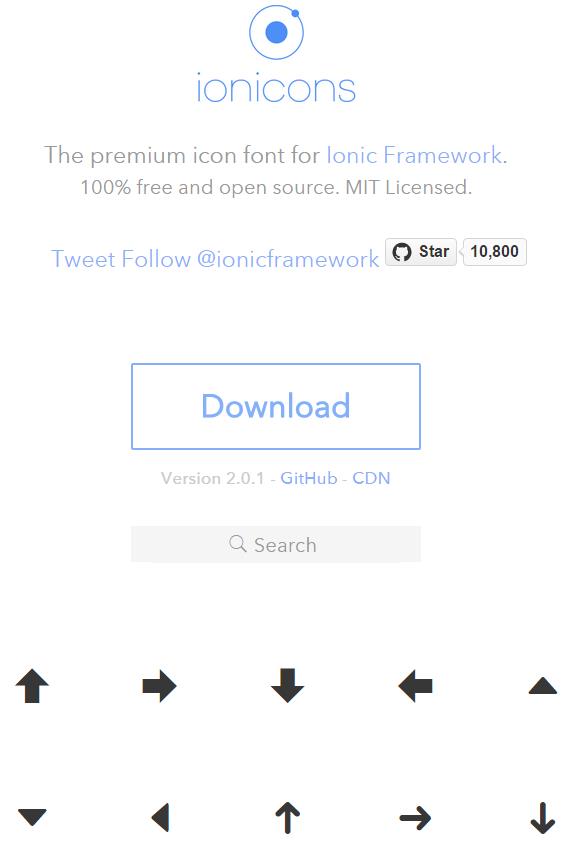 ionicons
The premium icon font for Ionic Framework.
100% free and open source. MIT Licensed.
Tweet Follow @ionicframework Star 10,800
Download
Version 2.0.1 - GitHub - CDN
Search